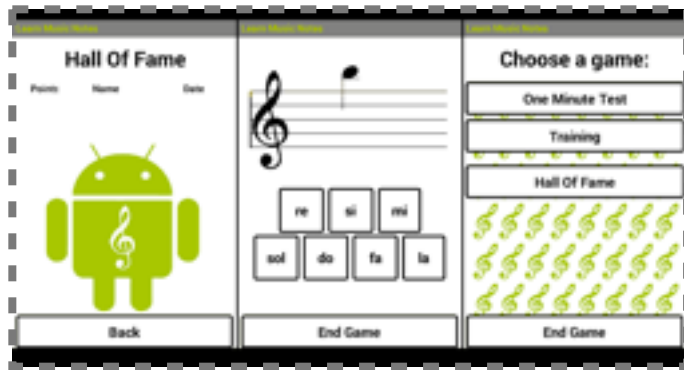 Learn Music Notes
Hall Of Fame
Points Name Date
Back
Learn Music Notes
re si mi
sol do fa la
End Game
Learn Music Notes
Choose a game:
One Minute Test
Training
Hall Of Fame
End Game